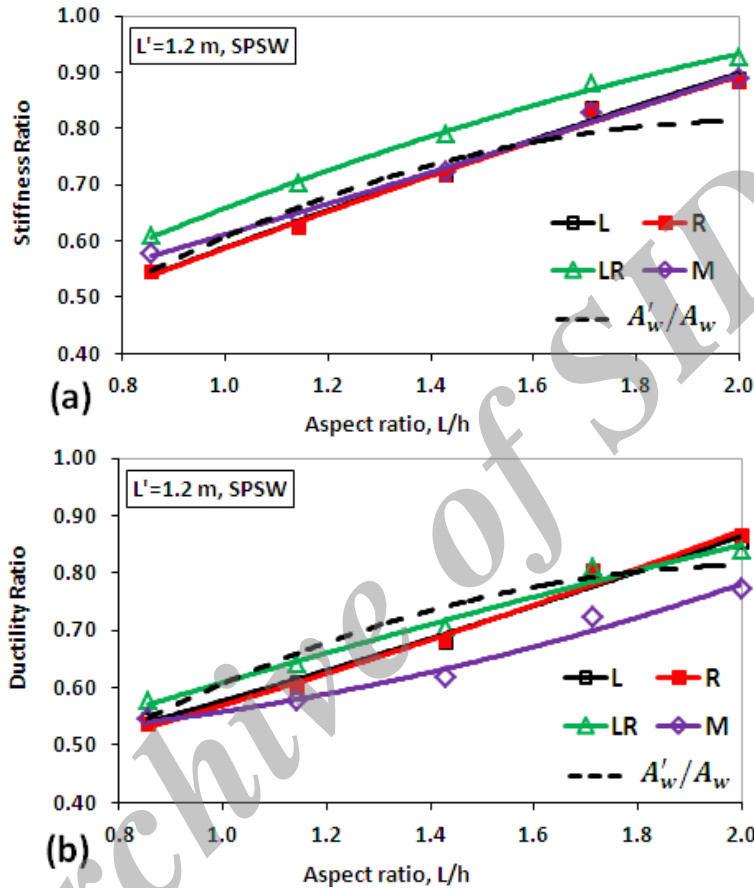 L'=1.2 m, SPSW
1.00
0.90
0.80
0.70
0.60
0.50
0.40
Stiffness Ratio
L R
LR M
A'w/Aw
0.8 1.0 1.2 1.4 1.6 1.8 2.0
(a)
Aspect ratio, L/h
L'=1.2 m, SPSW
1.00
0.90
0.80
0.70
0.60
0.50
0.40
Ductility Ratio
L R
LR M
A'w/Aw
0.8 1.0 1.2 1.4 1.6 1.8 2.0
(b)
Aspect ratio, L/h
rchive of SID